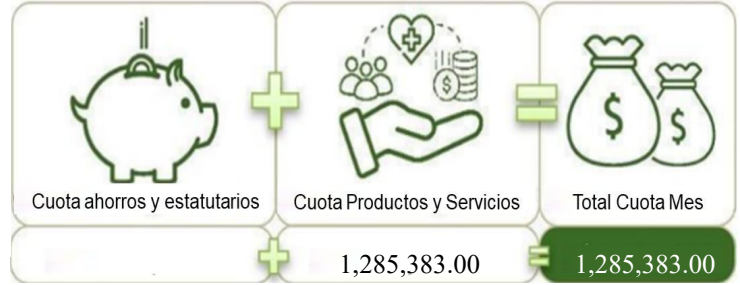 Cuota ahorros y estatutarios
Cuota Productos y Servicios
Total Cuota Mes
1,285,383.00
1,285,383.00